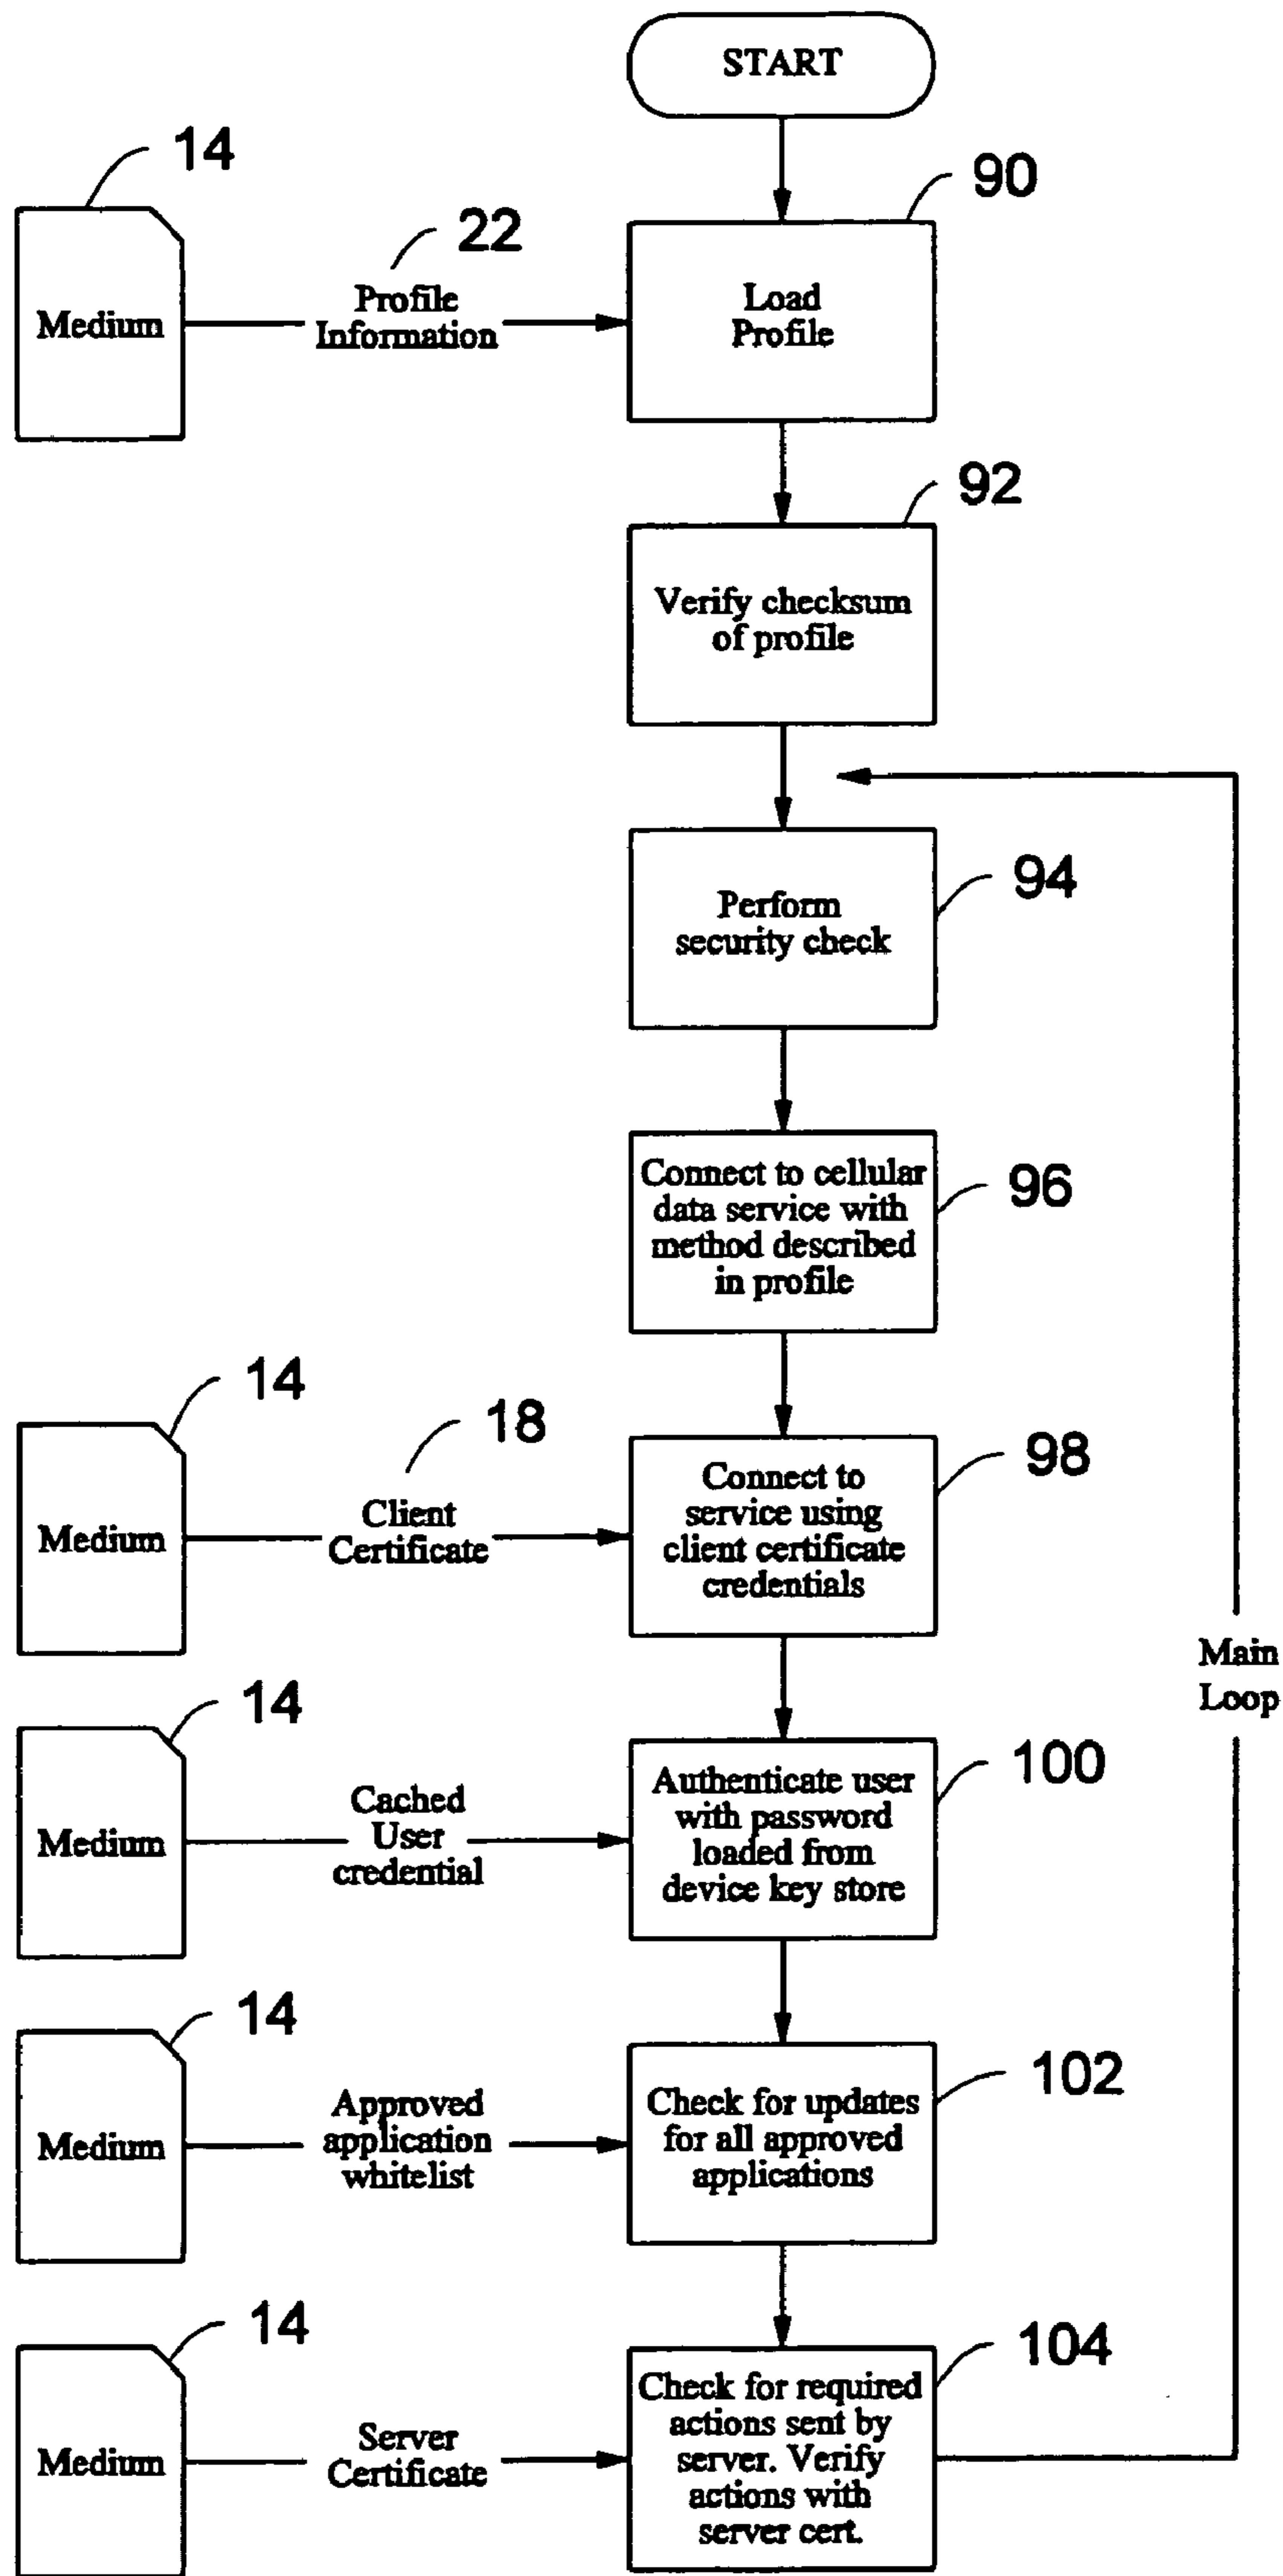 START
14
90
22
Profile
Information
Medium
Load
Profile
92
Verify checksum
of profile
94
Perform
security check
96
Connect to cellular
data service with
method described
in profile
14
18
98
Medium
Client
Certificate
Connect to
service using
client certificate
credentials
Main
Loop
14
100
Medium
Cached
User
credential
Authenticate user
with password
loaded from
device key store
14
102
Medium
Approved
application
whitelist
Check for updates
for all approved
applications
14
104
Medium
Server
Certificate
Check for required
actions sent by
server. Verify
actions with
server cert.